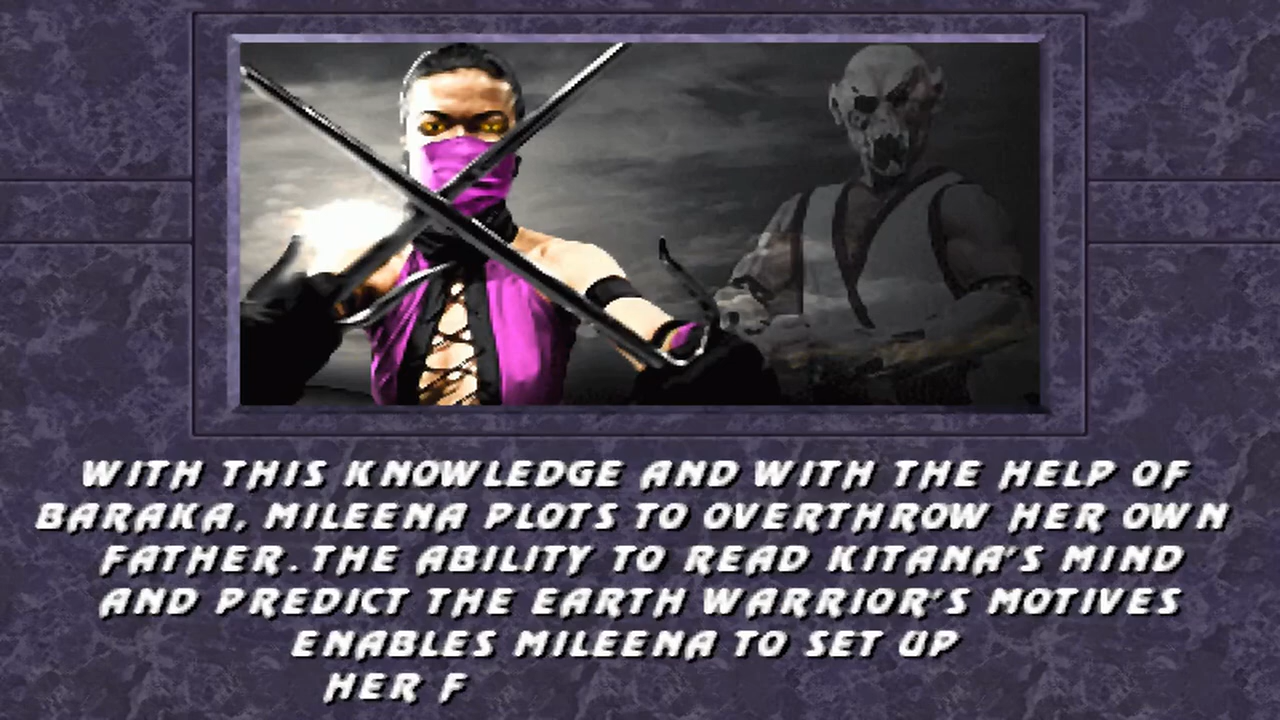 WITH THIS KNOWLEDGE AND WITH THE HELP OF
BARAKA, MILEENA PLOTS TO OVERTHROW HER OWN
FATHER. THE ABILITY TO READ KITANA'S MIND
AND PREDICT THE EARTH WARRIOR'S MOTIVES
ENABLES MILEENA TO SET UP
HER F